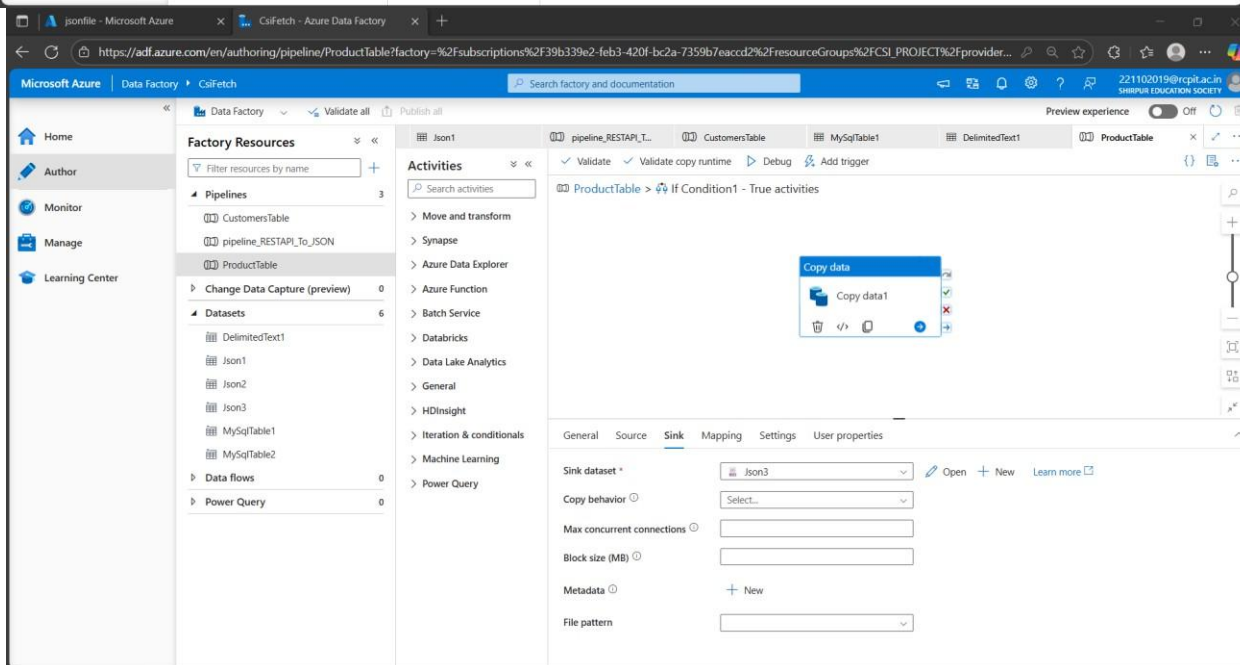 jsonfile - Microsoft Azure
CsiFetch - Azure Data Factory
https://adf.azure.com/en/authoring/pipeline/ProductTable?factory=%2Fsubscriptions%2F39b339e2-feb3-420f-bc2a-7359b7eaccd2%2FresourceGroups%2FCSI_PROJECT%2Fprovider...
Microsoft Azure Data Factory CsiFetch
Search factory and documentation
221102019@rcpit.ac.in
SHIRPUR EDUCATION SOCIETY
Data Factory Validate all Publish all
Preview experience Off
Home
Author
Monitor
Manage
Learning Center
Factory Resources
Filter resources by name
Pipelines 3
CustomersTable
pipeline_RESTAPI_To_JSON
ProductTable
Change Data Capture (preview) 0
Datasets 6
DelimitedText1
Json1
Json2
Json3
MySqlTable1
MySqlTable2
Data flows 0
Power Query 0
Json1 pipeline_RESTAPI_T... CustomersTable MySqlTable1 DelimitedText1 ProductTable
Activities
Search activities
Move and transform
Synapse
Azure Data Explorer
Azure Function
Batch Service
Databricks
Data Lake Analytics
General
HDInsight
Iteration & conditionals
Machine Learning
Power Query
Validate Validate copy runtime Debug Add trigger
ProductTable > If Condition1 - True activities
Copy data
Copy data1
General Source Sink Mapping Settings User properties
Sink dataset * Json3 Open New Learn more
Copy behavior Select...
Max concurrent connections
Block size (MB)
Metadata New
File pattern